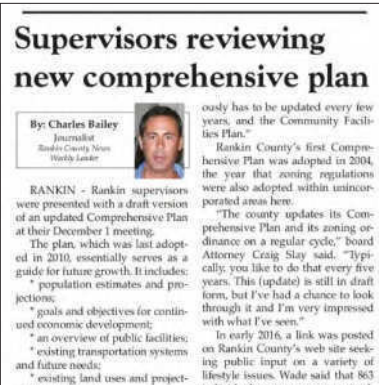 Supervisors reviewing
new comprehensive plan
By: Charles Bailey
Journalist
Rankin County News
Weekly Leader
RANKIN - Rankin supervisors
were presented with a draft version
of an updated Comprehensive Plan
at their December 1 meeting.
The plan, which was last adopt-
ed in 2010, essentially serves as a
guide for future growth. It includes:
* population estimates and pro-
jections;
* goals and objectives for contin-
ued economic development;
* an overview of public facilities;
* existing transportation systems
and future needs;
* existing land uses and project-
ously has to be updated every few
years, and the Community Facili-
ties Plan."
Rankin County's first Compre-
hensive Plan was adopted in 2004,
the year that zoning regulations
were also adopted within unincor-
porated areas here.
"The county updates its Com-
prehensive Plan and its zoning or-
dinance on a regular cycle," board
Attorney Craig Slay said. "Typi-
cally, you like to do that every five
years. This (update) is still in draft
form, but I've had a chance to look
through it and I'm very impressed
with what I've seen."
In early 2016, a link was posted
on Rankin County's web site seek-
ing public input on a variety of
lifestyle issues. Wade said that 863